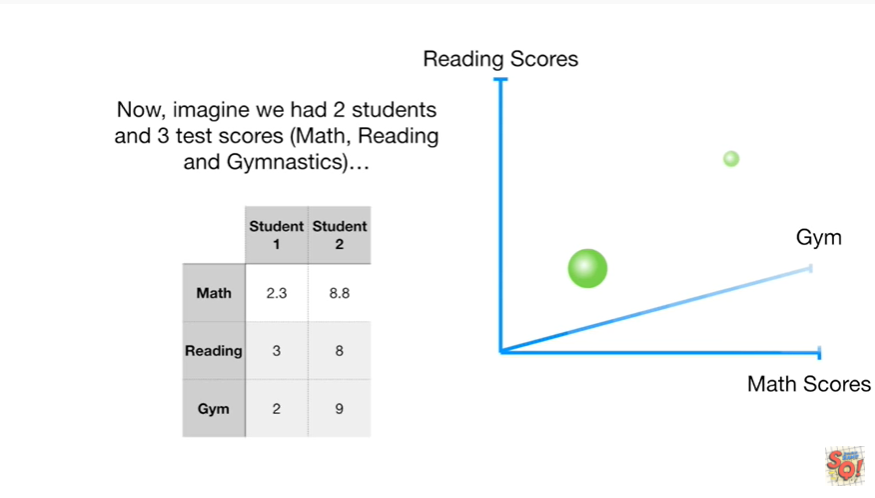 Reading Scores
Now, imagine we had 2 students
and 3 test scores (Math, Reading
and Gymnastics)…
Student Student
1 2
Math 2.3 8.8
Reading 3 8
Gym 2 9
Gym
Math Scores
SQ!